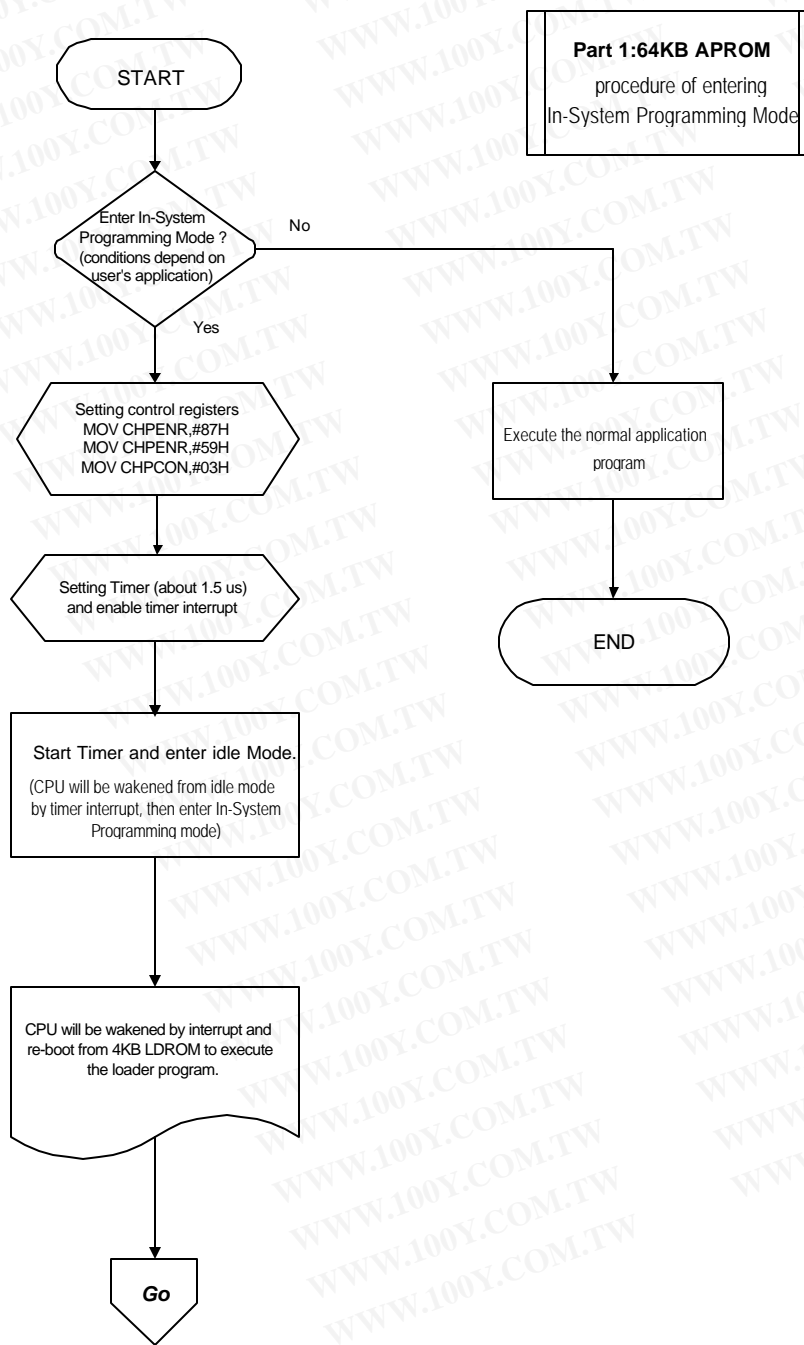 START
Part 1:64KB APROM
procedure of entering
In-System Programming Mode
Enter In-System
Programming Mode ?
(conditions depend on
user's application)
No
Yes
Setting control registers
MOV CHPENR,#87H
MOV CHPENR,#59H
MOV CHPCON,#03H
Execute the normal application
program
Setting Timer (about 1.5 us)
and enable timer interrupt
END
Start Timer and enter idle Mode.
(CPU will be wakened from idle mode
by timer interrupt, then enter In-System
Programming mode)
CPU will be wakened by interrupt and
re-boot from 4KB LDROM to execute
the loader program.
Go
WWW.100Y.COM.TW